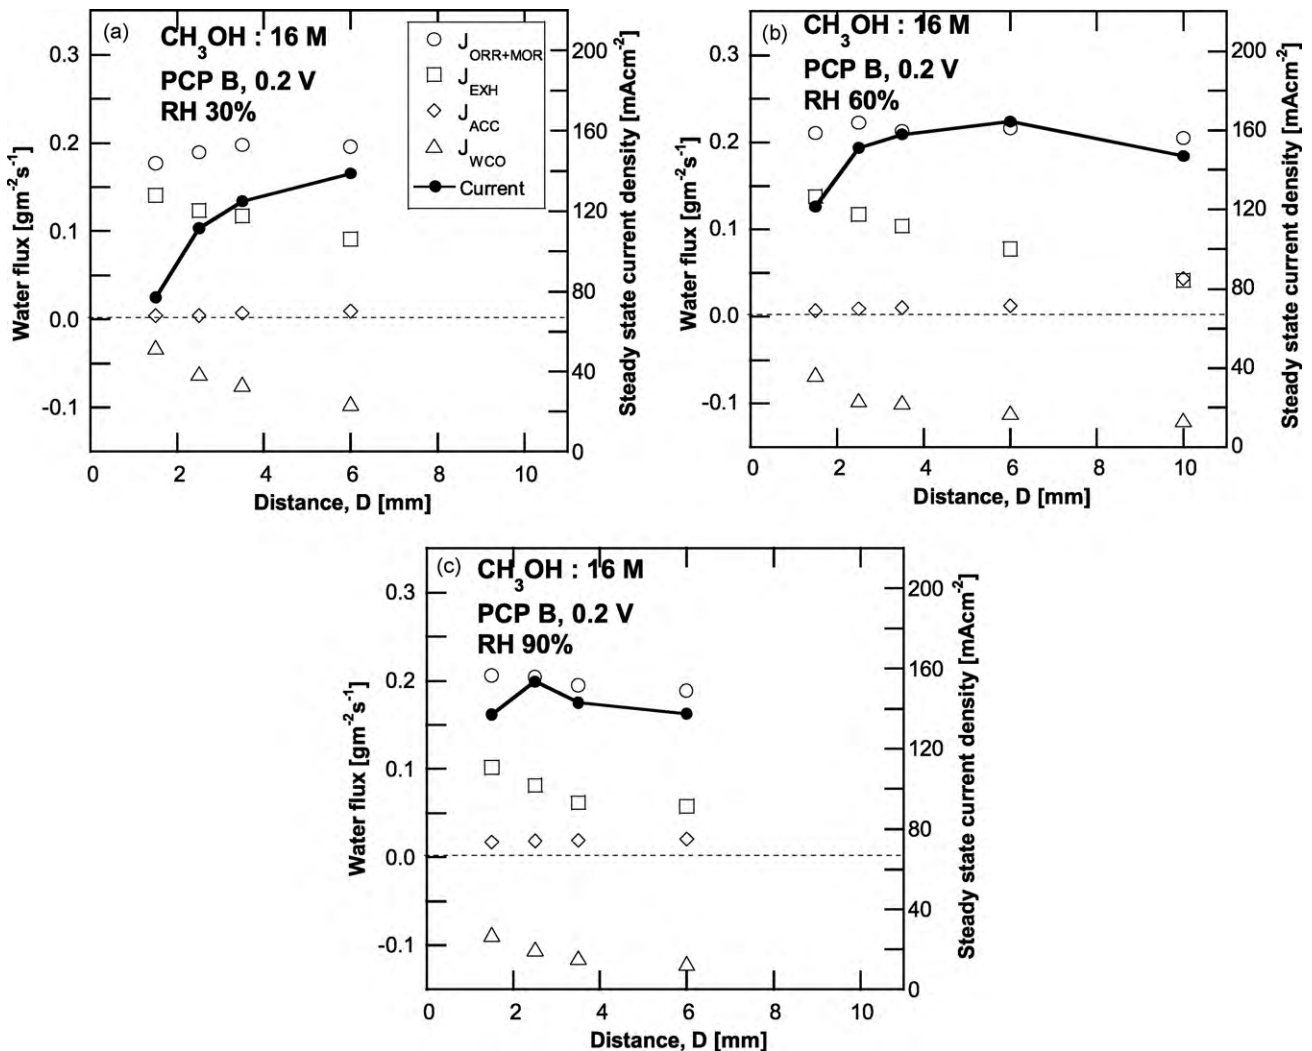 (a) CH₃OH : 16 M
PCP B, 0.2 V
RH 30%
J_ORR+MOR
J_EXH
J_ACC
J_WCO
Current
0.3
0.2
0.1
0.0
-0.1
Water flux [gm⁻²s⁻¹]
200
160
120
80
40
0
Steady state current density [mAcm⁻²]
0 2 4 6 8 10
Distance, D [mm]
(b) CH₃OH : 16 M
PCP B, 0.2 V
RH 60%
0.3
0.2
0.1
0.0
-0.1
Water flux [gm⁻²s⁻¹]
200
160
120
80
40
0
Steady state current density [mAcm⁻²]
0 2 4 6 8 10
Distance, D [mm]
(c) CH₃OH : 16 M
PCP B, 0.2 V
RH 90%
0.3
0.2
0.1
0.0
-0.1
Water flux [gm⁻²s⁻¹]
200
160
120
80
40
0
Steady state current density [mAcm⁻²]
0 2 4 6 8 10
Distance, D [mm]